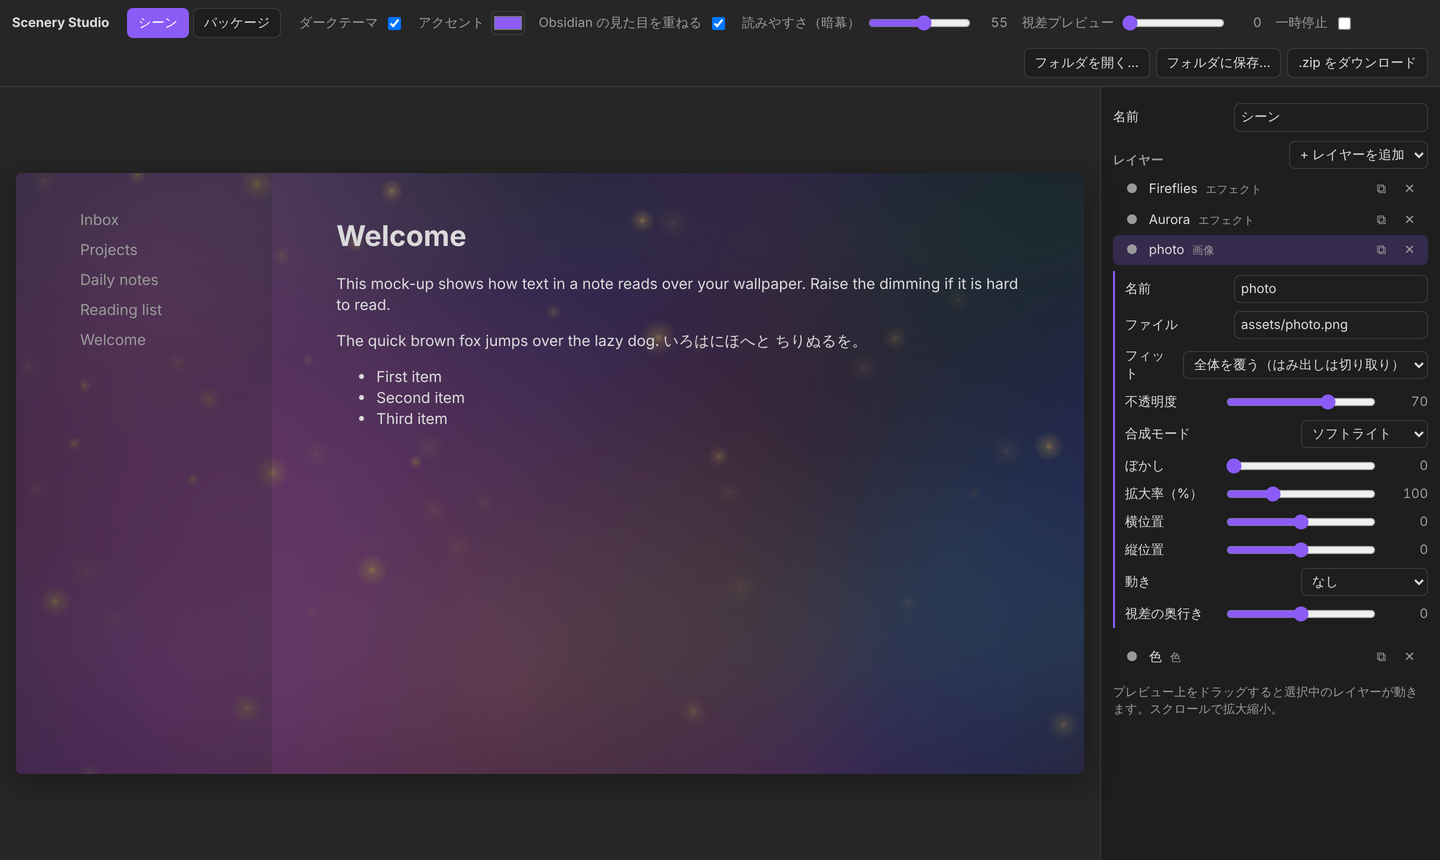 Scenery Studio シーン パッケージ ダークテーマ アクセント Obsidian の見た目を重ねる 読みやすさ（暗幕） 55 視差プレビュー 0 一時停止
フォルダを開く... フォルダに保存... .zip をダウンロード
Inbox
Projects
Daily notes
Reading list
Welcome
Welcome
This mock-up shows how text in a note reads over your wallpaper. Raise the dimming if it is hard
to read.
The quick brown fox jumps over the lazy dog. いろはにほへと ちりぬるを。
• First item
• Second item
• Third item
名前 シーン
レイヤー + レイヤーを追加
Fireflies エフェクト
Aurora エフェクト
photo 画像
名前 photo
ファイル assets/photo.png
フィッ
ト 全体を覆う（はみ出しは切り取り）
不透明度 70
合成モード ソフトライト
ぼかし 0
拡大率（%） 100
横位置 0
縦位置 0
動き なし
視差の奥行き 0
色 色
プレビュー上をドラッグすると選択中のレイヤーが動き
ます。スクロールで拡大縮小。